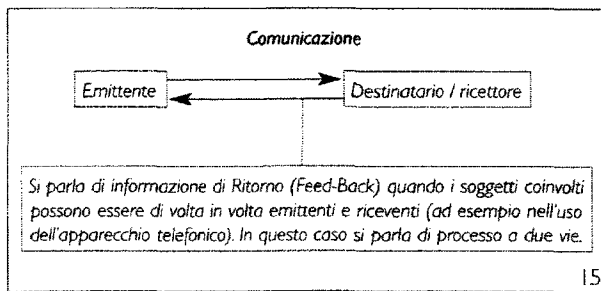 Comunicazione
Emittente
Destinatario / ricettore
Si parla di informazione di Ritorno (Feed-Back) quando i soggetti coinvolti
possono essere di volta in volta emittenti e riceventi (ad esempio nell'uso
dell'apparecchio telefonico). In questo caso si parla di processo a due vie.
15